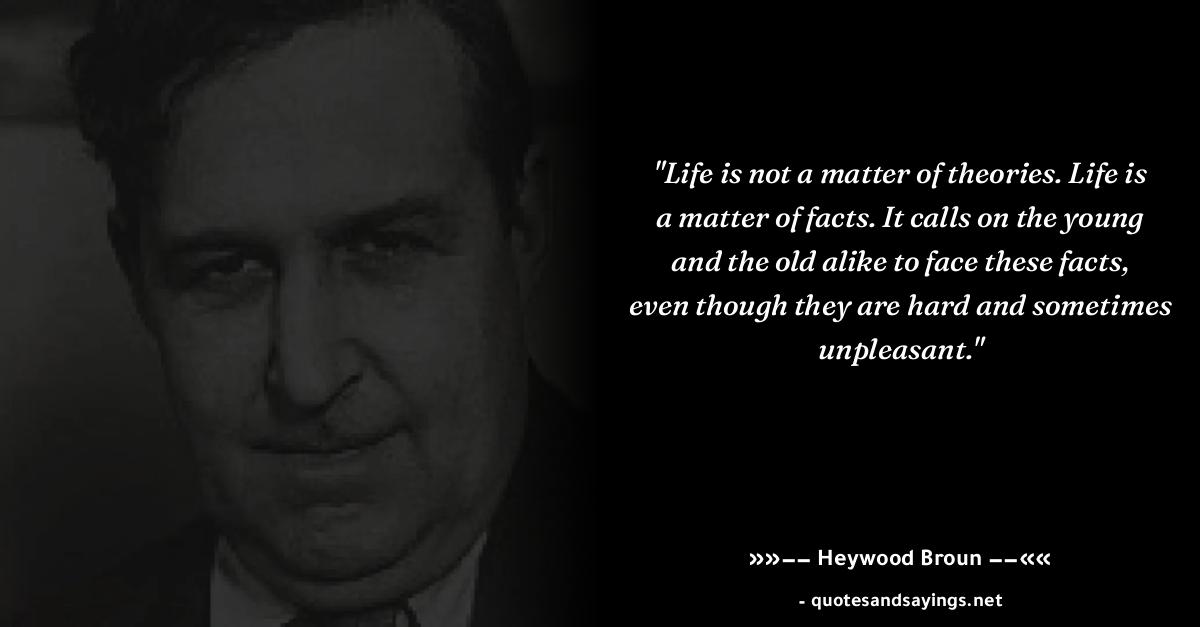 "Life is not a matter of theories. Life is
a matter of facts. It calls on the young
and the old alike to face these facts,
even though they are hard and sometimes
unpleasant."
»»−− Heywood Broun −−««
- quotesandsayings.net